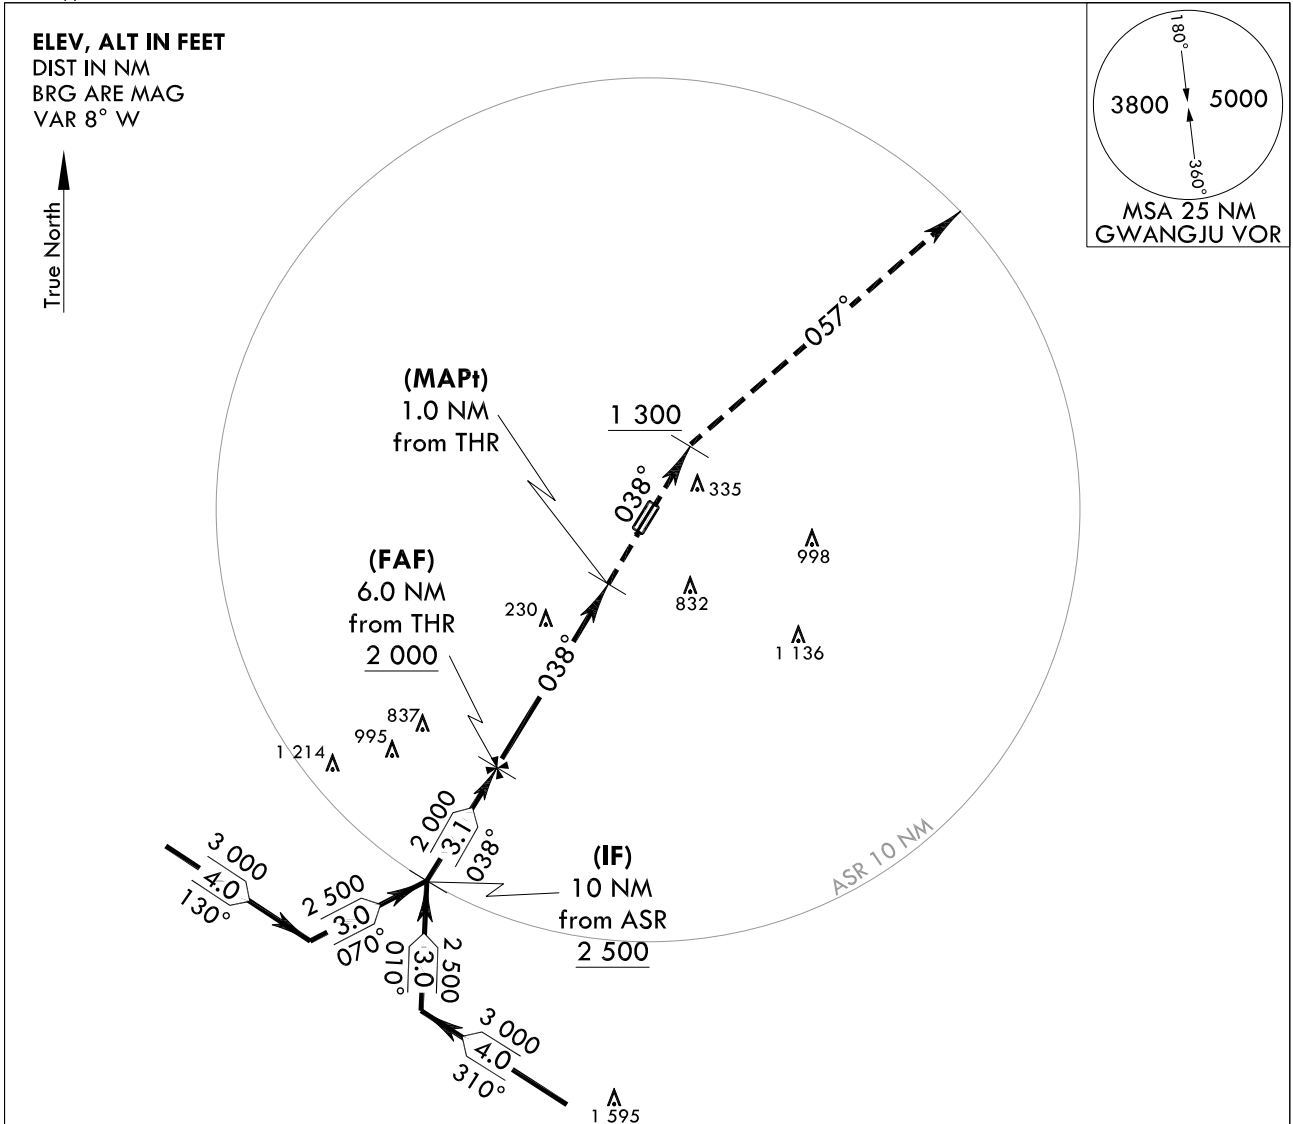 ELEV, ALT IN FEET
DIST IN NM
BRG ARE MAG
VAR 8° W
True North
180°
3800
5000
360°
MSA 25 NM
GWANGJU VOR
057°
(MAPt)
1.0 NM
from THR
1 300
038°
335
998
832
1 136
(FAF)
6.0 NM
from THR
2 000
230
038°
837
995
1 214
2 000
3.1
038°
ASR 10 NM
(IF)
10 NM
from ASR
2 500
3 000
4.0
130°
2 500
3.0
070°
2 500
3.0
010°
3 000
4.0
310°
1 595